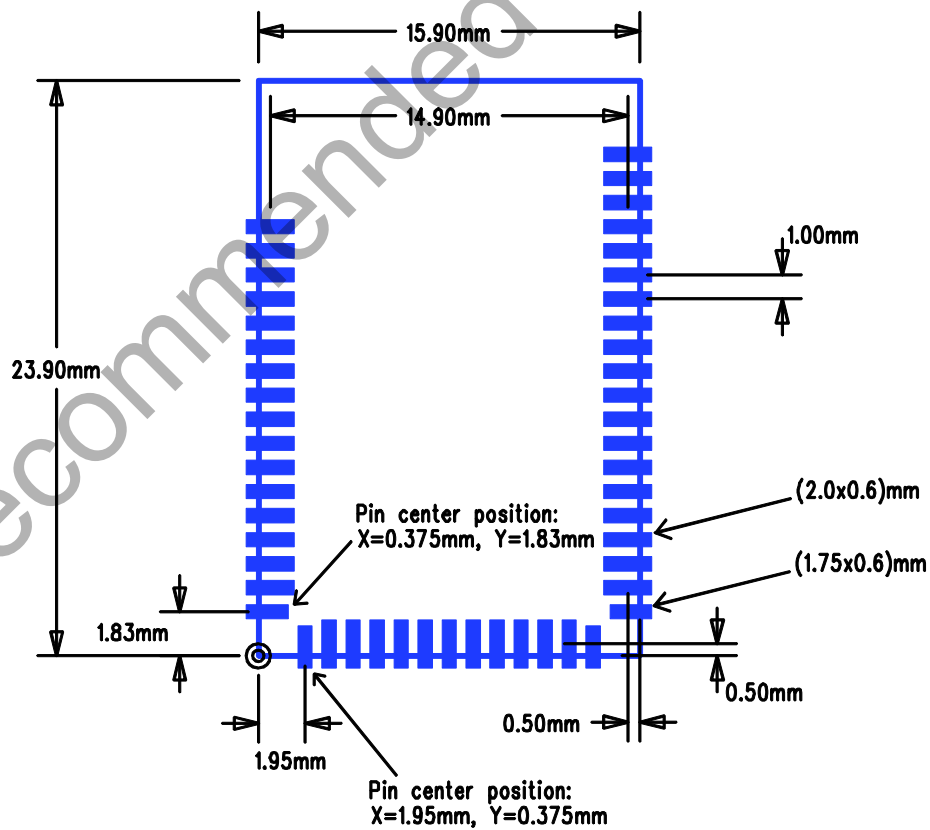 15.90mm
14.90mm
1.00mm
23.90mm
(2.0x0.6)mm
Pin center position:
X=0.375mm, Y=1.83mm
(1.75x0.6)mm
1.83mm
0.50mm
0.50mm
1.95mm
Pin center position:
X=1.95mm, Y=0.375mm
ecommended